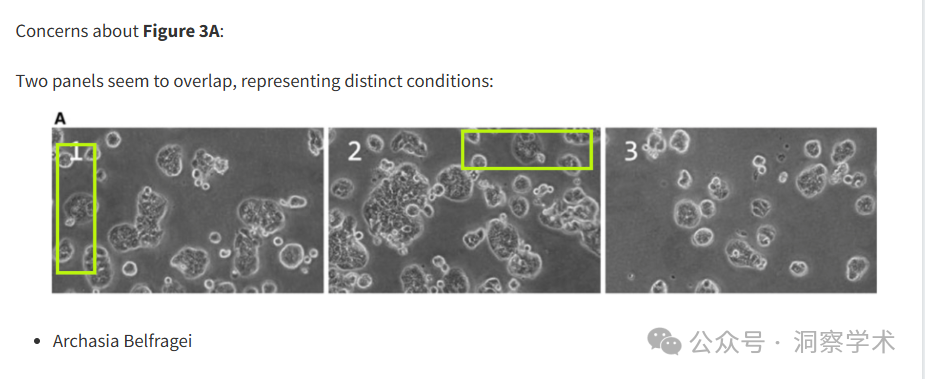 Concerns about Figure 3A:
Two panels seem to overlap, representing distinct conditions:
A
1
2
3
• Archasia Belfragei
公众号 · 洞察学术